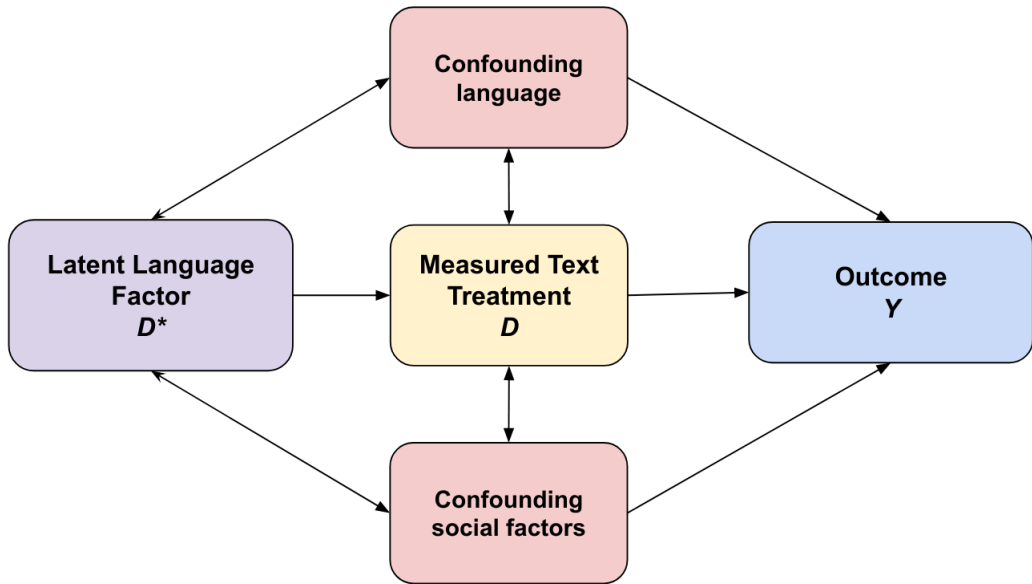 Confounding
language
Latent Language
Factor
D*
Measured Text
Treatment
D
Outcome
Y
Confounding
social factors